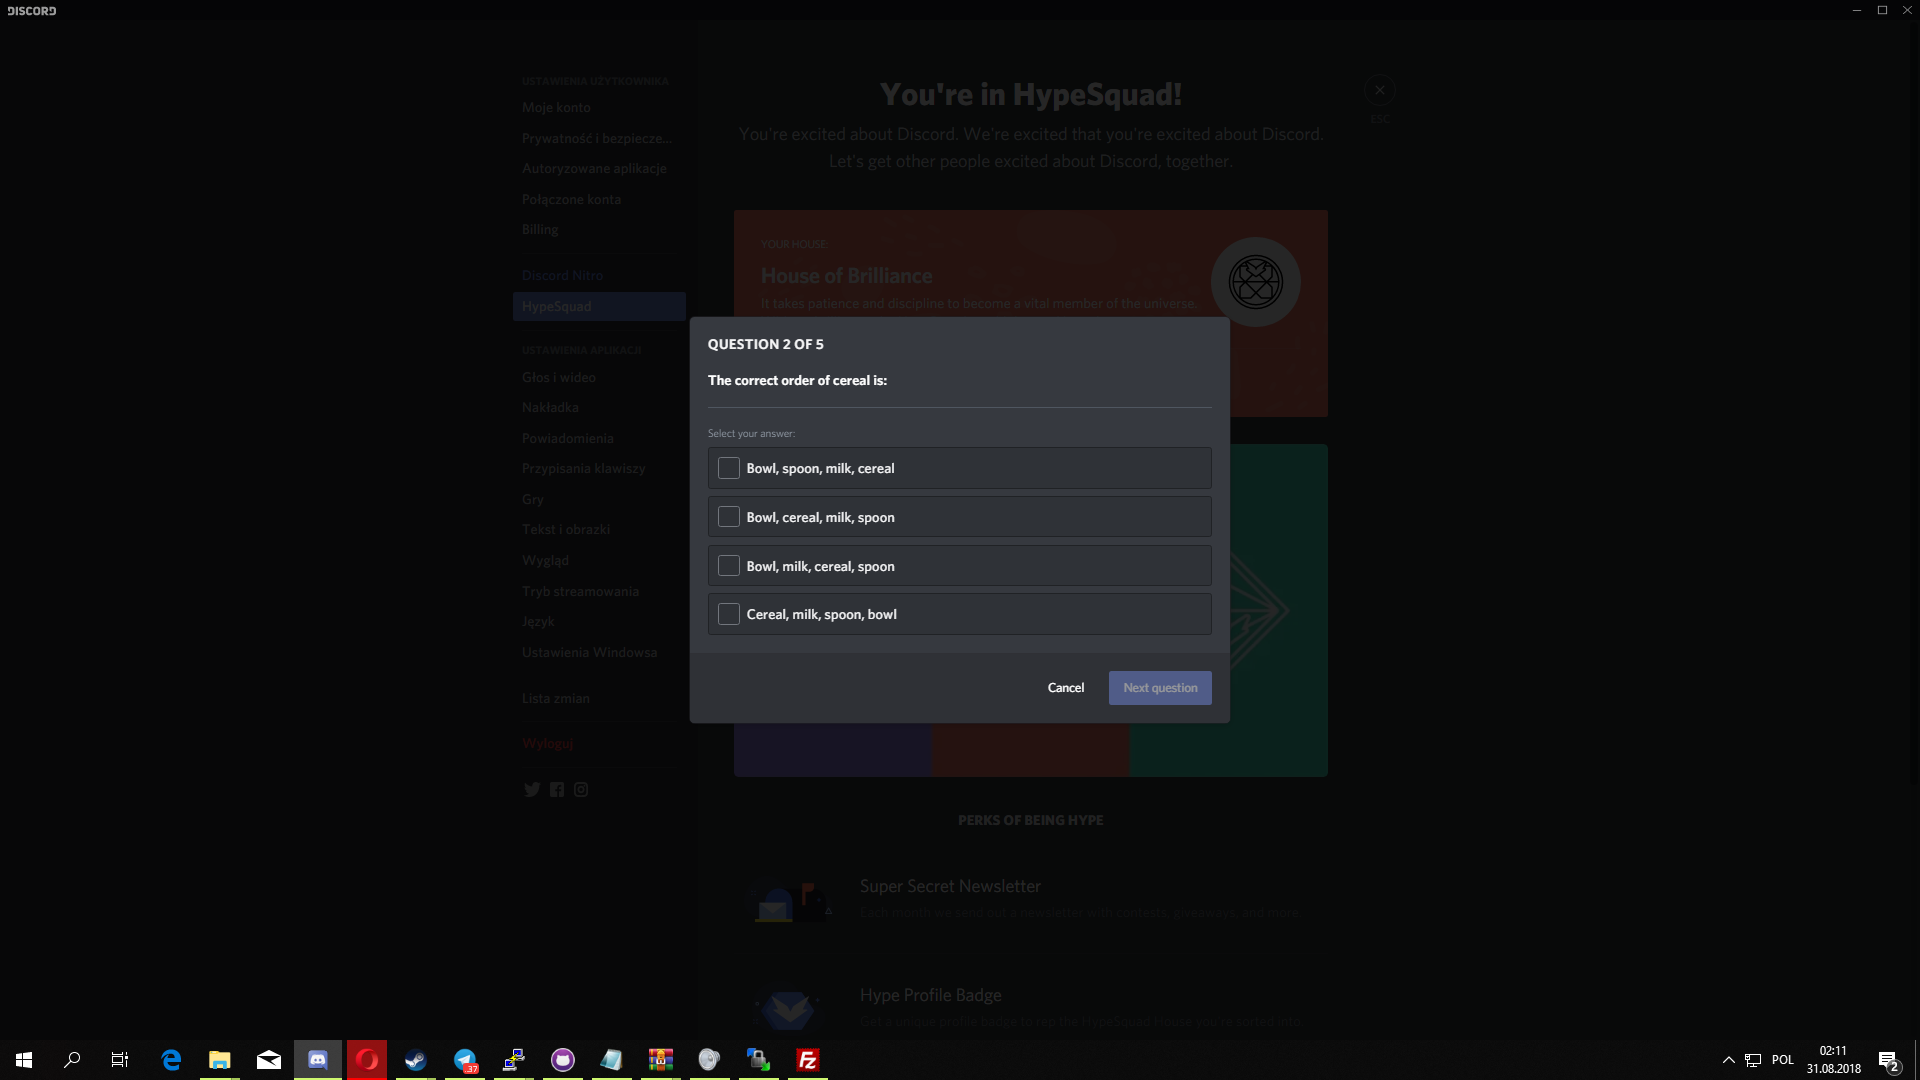 DISCORD
USTAWIENIA UŻYTKOWNIKA
Moje konto
Prywatność i bezpiecze...
Autoryzowane aplikacje
Połączone konta
Billing
Discord Nitro
HypeSquad
USTAWIENIA APLIKACJI
Głos i wideo
Nakładka
Powiadomienia
Przypisania klawiszy
Gry
Tekst i obrazki
Wygląd
Tryb streamowania
Język
Ustawienia Windowsa
Lista zmian
Wyloguj
You're in HypeSquad!
You're excited about Discord. We're excited that you're excited about Discord.
Let's get other people excited about Discord, together.
ESC
YOUR HOUSE:
House of Brilliance
It takes patience and discipline to become a vital member of the universe.
QUESTION 2 OF 5
The correct order of cereal is:
Select your answer:
Bowl, spoon, milk, cereal
Bowl, cereal, milk, spoon
Bowl, milk, cereal, spoon
Cereal, milk, spoon, bowl
Cancel
Next question
PERKS OF BEING HYPE
Super Secret Newsletter
Each month we send out a newsletter with contests, giveaways, and more.
Hype Profile Badge
Get a unique profile badge to rep the HypeSquad House you're sorted into.
.37
POL
02:11
31.08.2018
2